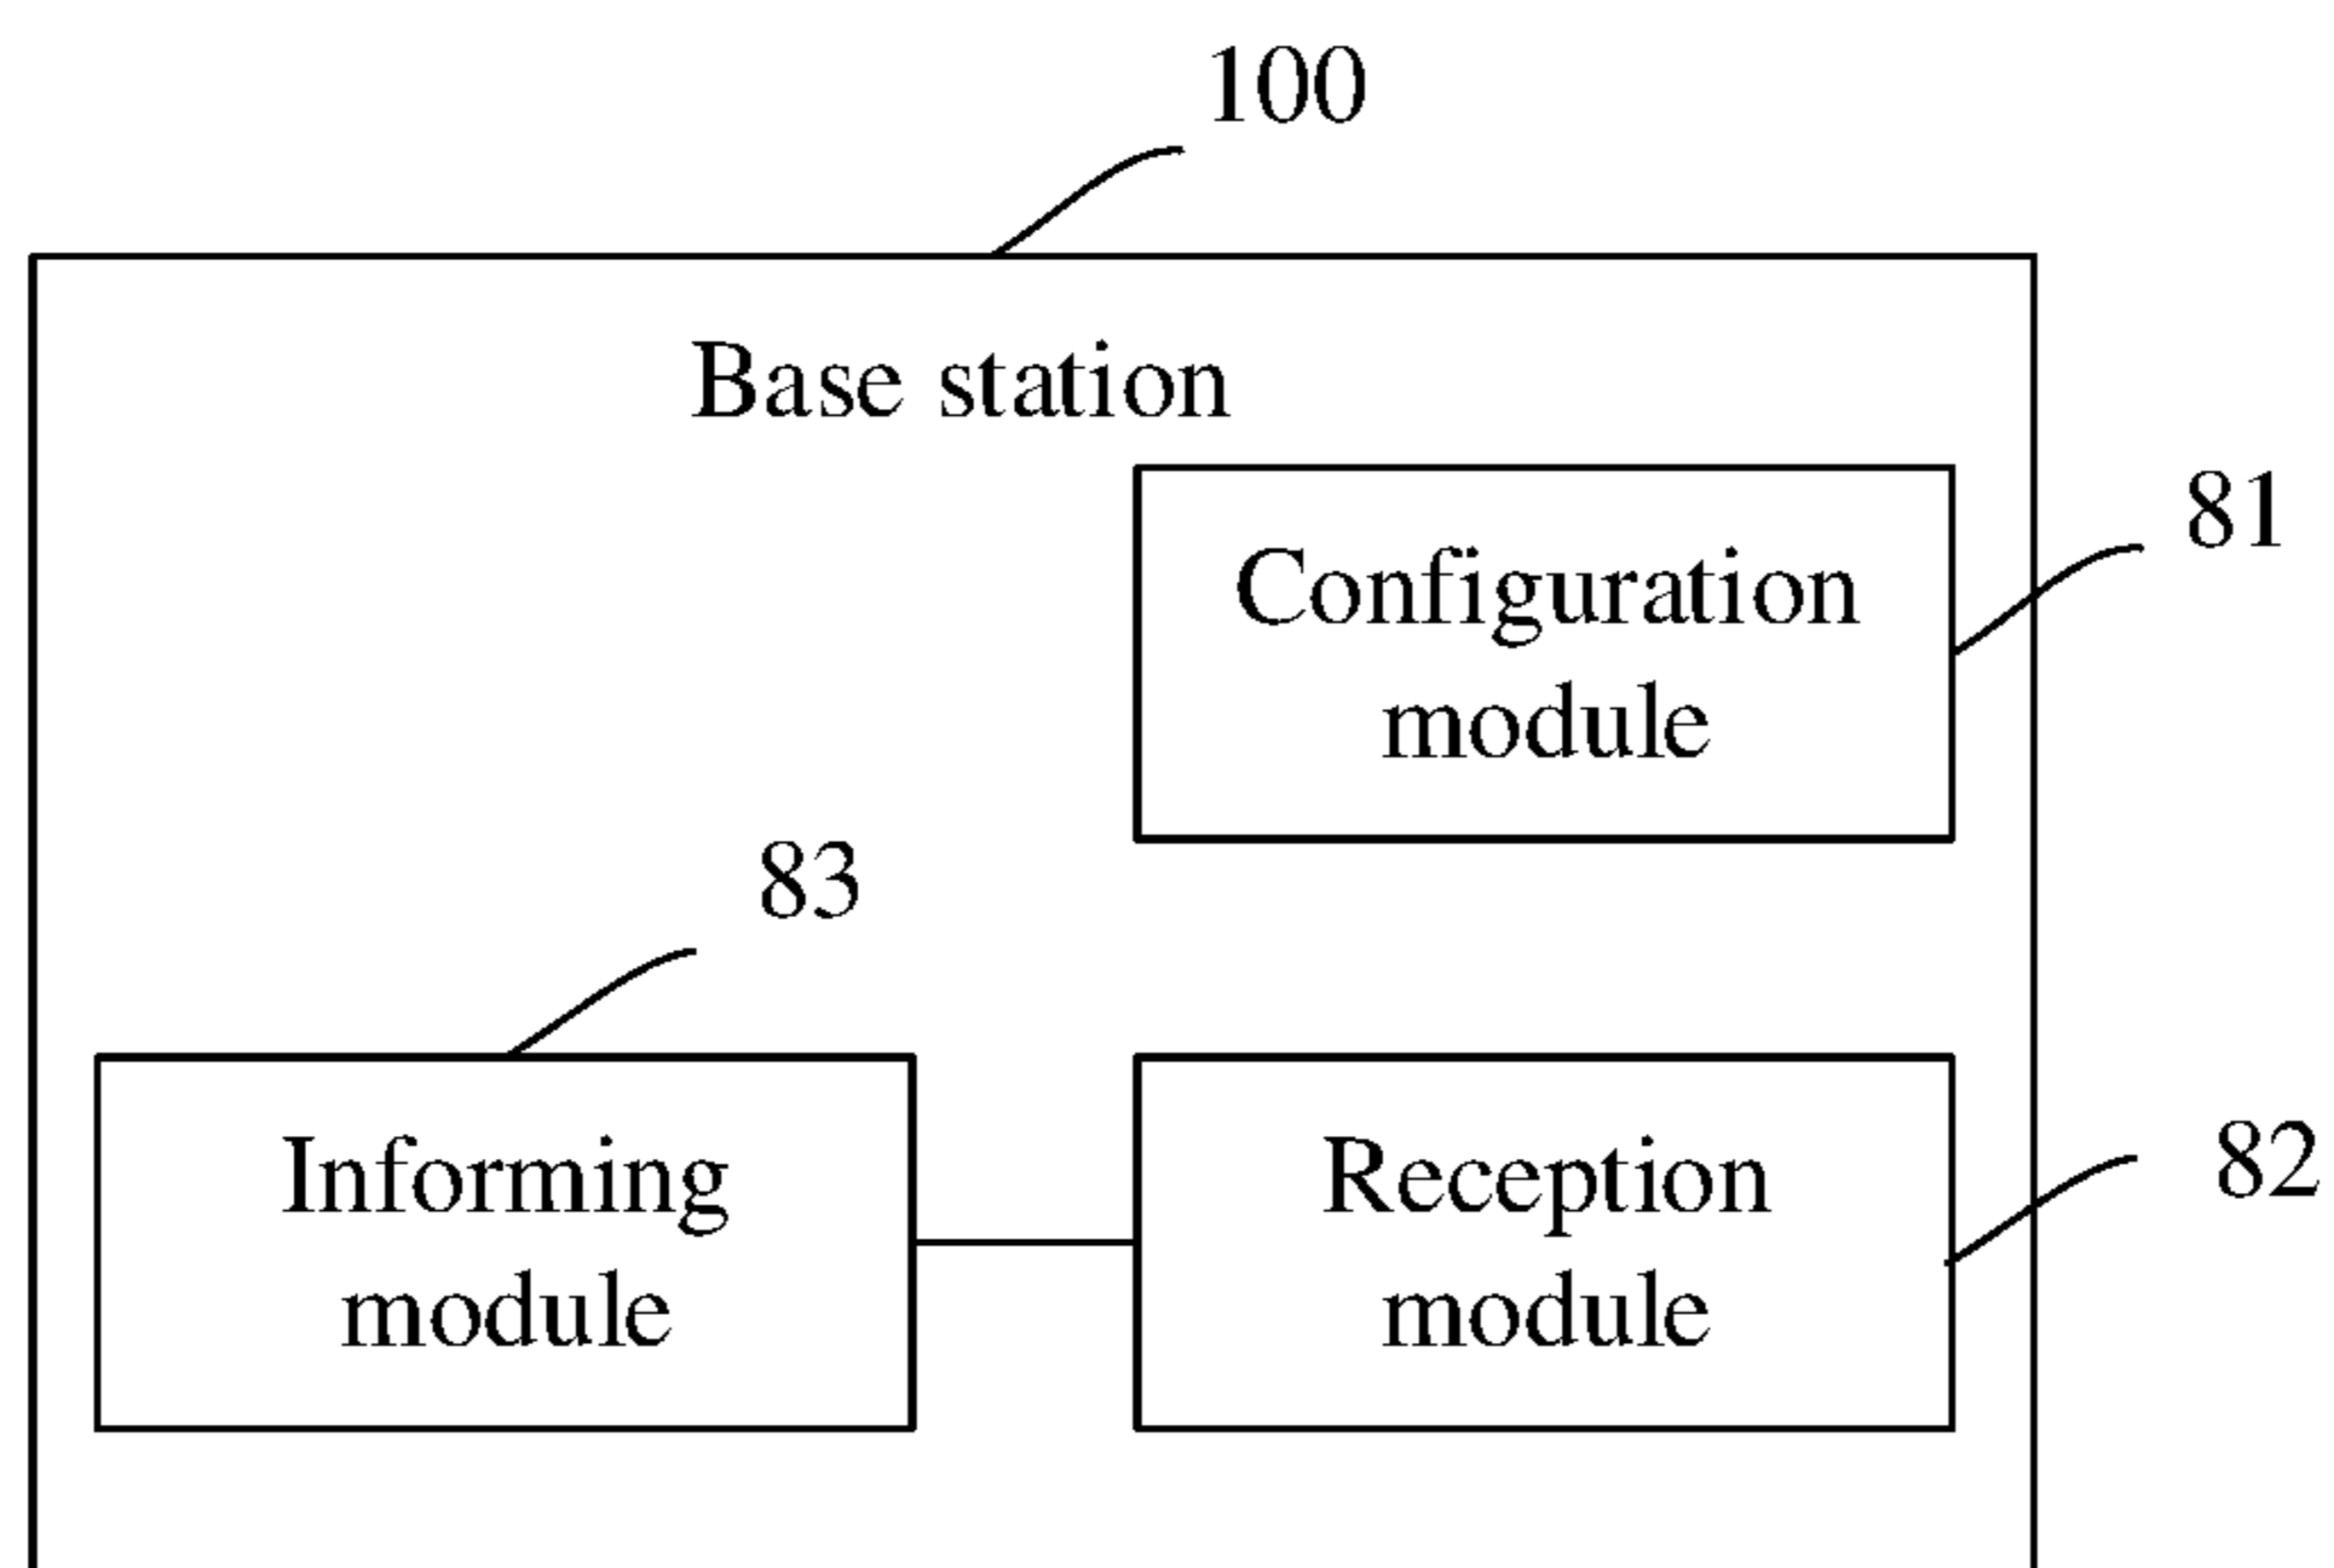 100
Base station
81
Configuration
module
83
Informing
module
Reception
module
82